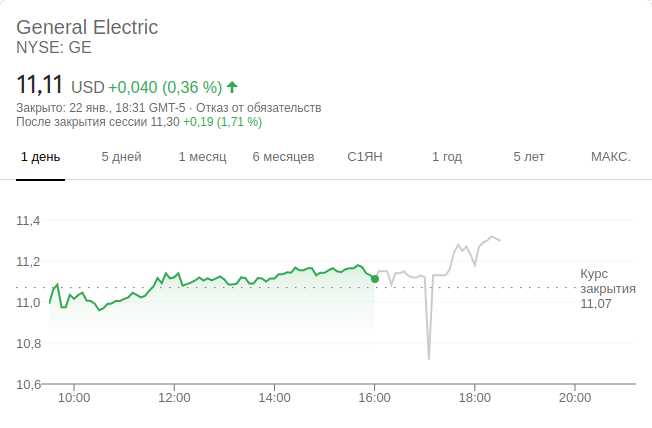 General Electric
NYSE: GE
11,11 USD +0,040 (0,36 %)
Закрыто: 22 янв., 18:31 GMT-5 · Отказ от обязательств
После закрытия сессии 11,30 +0,19 (1,71 %)
1 день 5 дней 1 месяц 6 месяцев С1ЯН 1 год 5 лет МАКС.
11,4
11,2
Курс
закрытия
11,07
11,0
10,8
10,6
10:00 12:00 14:00 16:00 18:00 20:00